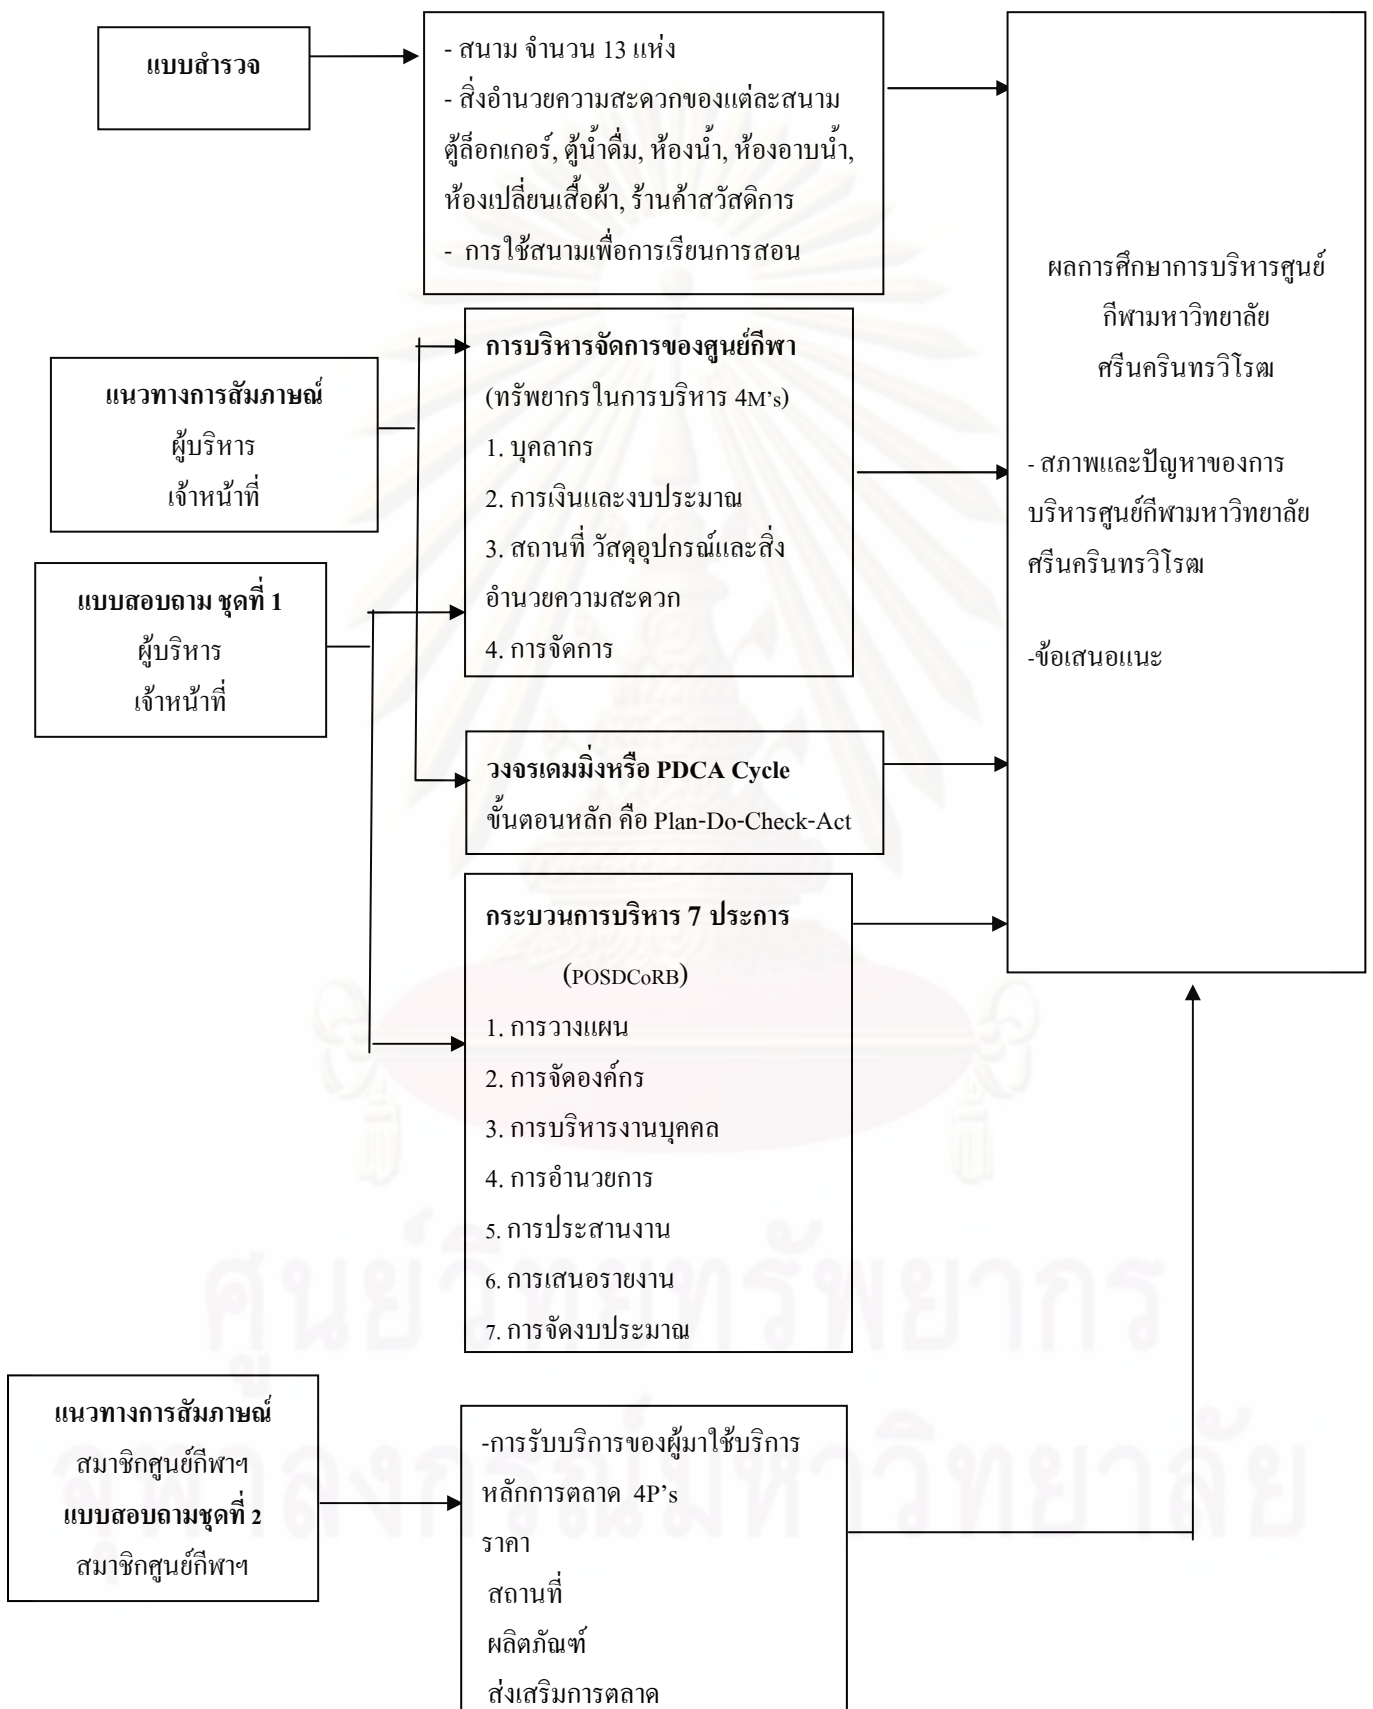 แบบสำรวจ
- สนาม จำนวน 13 แห่ง
- สิ่งอำนวยความสะดวกของแต่ละสนาม
ตู้ล็อกเกอร์, ตู้น้ำดื่ม, ห้องน้ำ, ห้องอาบน้ำ,
ห้องเปลี่ยนเสื้อผ้า, ร้านค้าสวัสดิการ
- การใช้สนามเพื่อการเรียนการสอน
แนวทางการสัมภาษณ์
ผู้บริหาร
เจ้าหน้าที่
แบบสอบถาม ชุดที่ 1
ผู้บริหาร
เจ้าหน้าที่
การบริหารจัดการของศูนย์กีฬา
(ทรัพยากรในการบริหาร 4M's)
1. บุคลากร
2. การเงินและงบประมาณ
3. สถานที่ วัสดุอุปกรณ์และสิ่ง
อำนวยความสะดวก
4. การจัดการ
วงจรเดมมิ่งหรือ PDCA Cycle
ขั้นตอนหลัก คือ Plan-Do-Check-Act
กระบวนการบริหาร 7 ประการ
(POSDCoRB)
1. การวางแผน
2. การจัดองค์กร
3. การบริหารงานบุคคล
4. การอำนวยการ
5. การประสานงาน
6. การเสนอรายงาน
7. การจัดงบประมาณ
แนวทางการสัมภาษณ์
สมาชิกศูนย์กีฬาฯ
แบบสอบถามชุดที่ 2
สมาชิกศูนย์กีฬาฯ
-การรับบริการของผู้มาใช้บริการ
หลักการตลาด 4P's
ราคา
สถานที่
ผลิตภัณฑ์
ส่งเสริมการตลาด
ผลการศึกษาการบริหารศูนย์
กีฬามหาวิทยาลัย
ศรีนครินทรวิโรฒ
- สภาพและปัญหาของการ
บริหารศูนย์กีฬามหาวิทยาลัย
ศรีนครินทรวิโรฒ
-ข้อเสนอแนะ
ศูนย์วิทยทรัพยากร
จุฬาลงกรณ์มหาวิทยาลัย